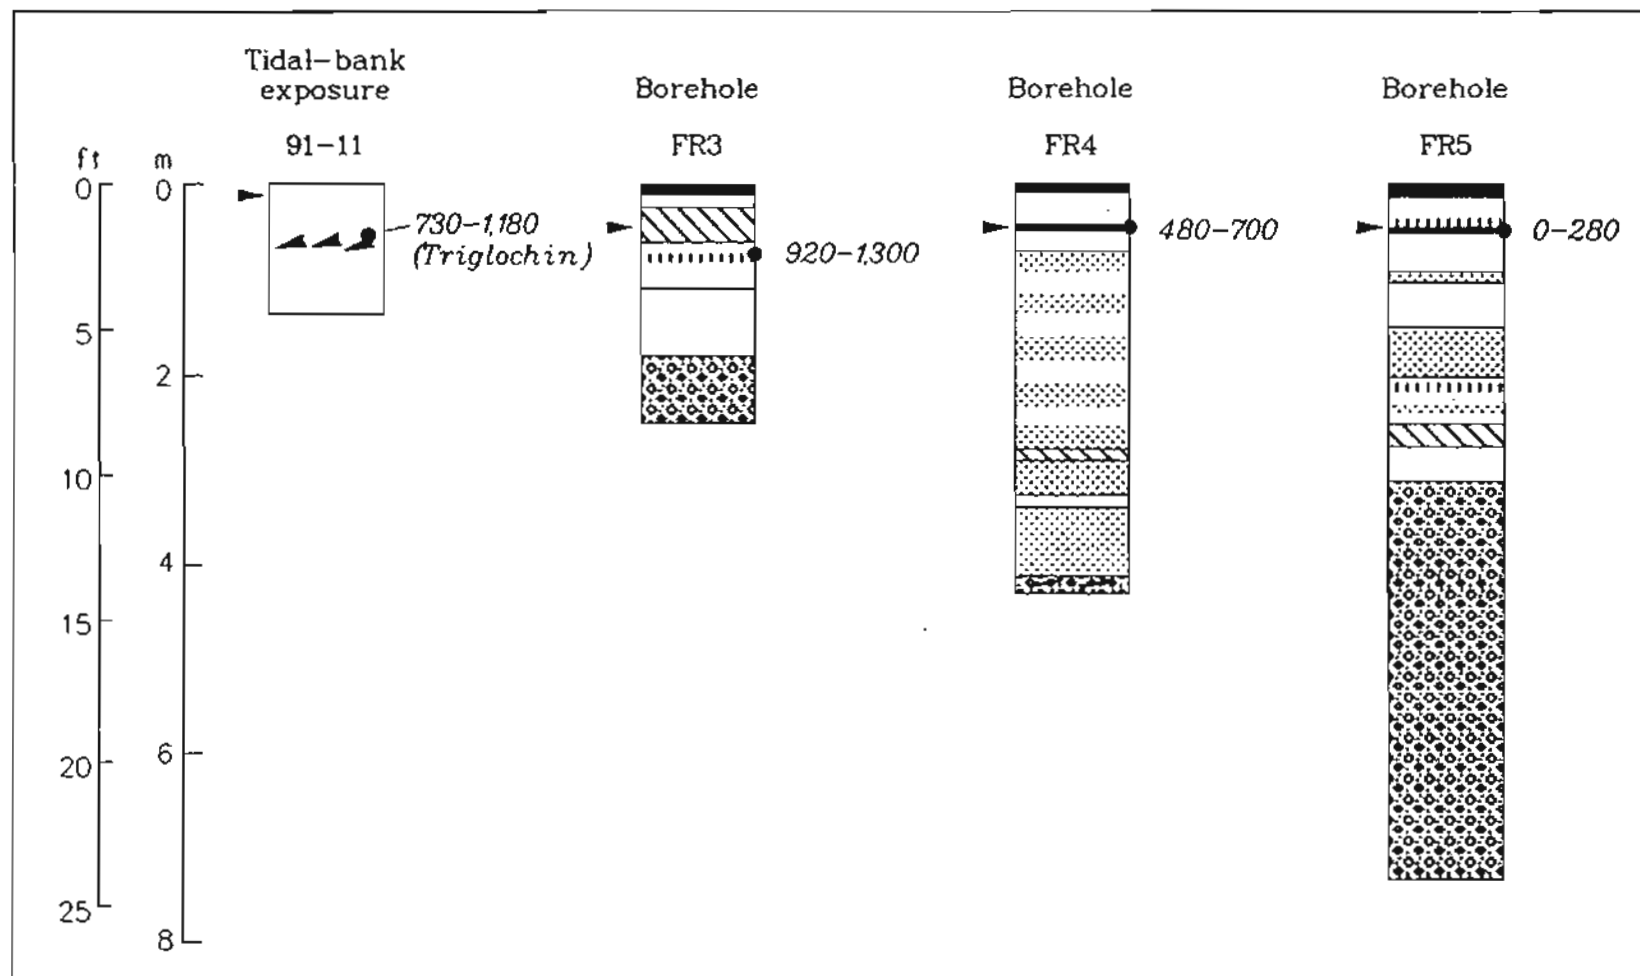 Tidal-bank
exposure
91-11
Borehole
FR3
Borehole
FR4
Borehole
FR5
ft
m
0
5
10
15
20
25
0
2
4
6
8
730-1,180
(Triglochin)
920-1,300
480-700
0-280